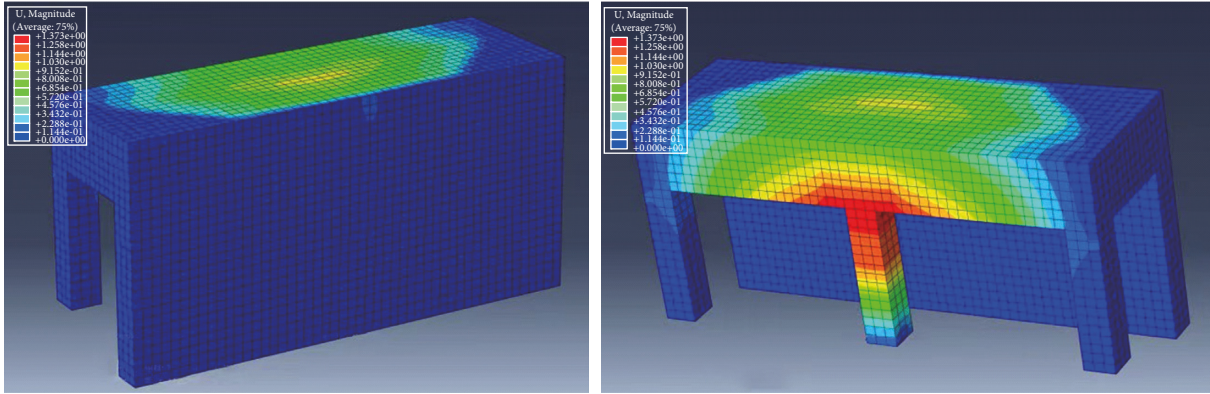 U, Magnitude
(Average: 75%)
+1.373e+00
+1.258e+00
+1.144e+00
+1.030e+00
+9.152e-01
+8.008e-01
+6.854e-01
+5.720e-01
+4.576e-01
+3.432e-01
+2.288e-01
+1.144e-01
+0.000e+00
U, Magnitude
(Average: 75%)
+1.373e+00
+1.258e+00
+1.144e+00
+1.030e+00
+9.152e-01
+8.008e-01
+6.854e-01
+5.720e-01
+4.576e-01
+3.432e-01
+2.288e-01
+1.144e-01
+0.000e+00